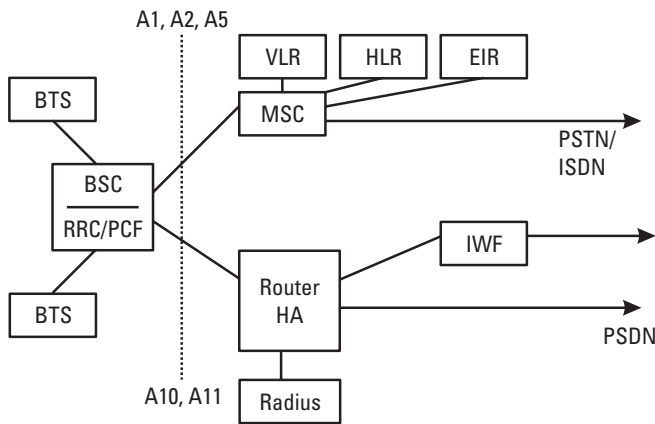 A1, A2, A5
VLR
HLR
EIR
BTS
MSC
PSTN/
ISDN
BSC
RRC/PCF
IWF
Router
HA
BTS
PSDN
A10, A11
Radius